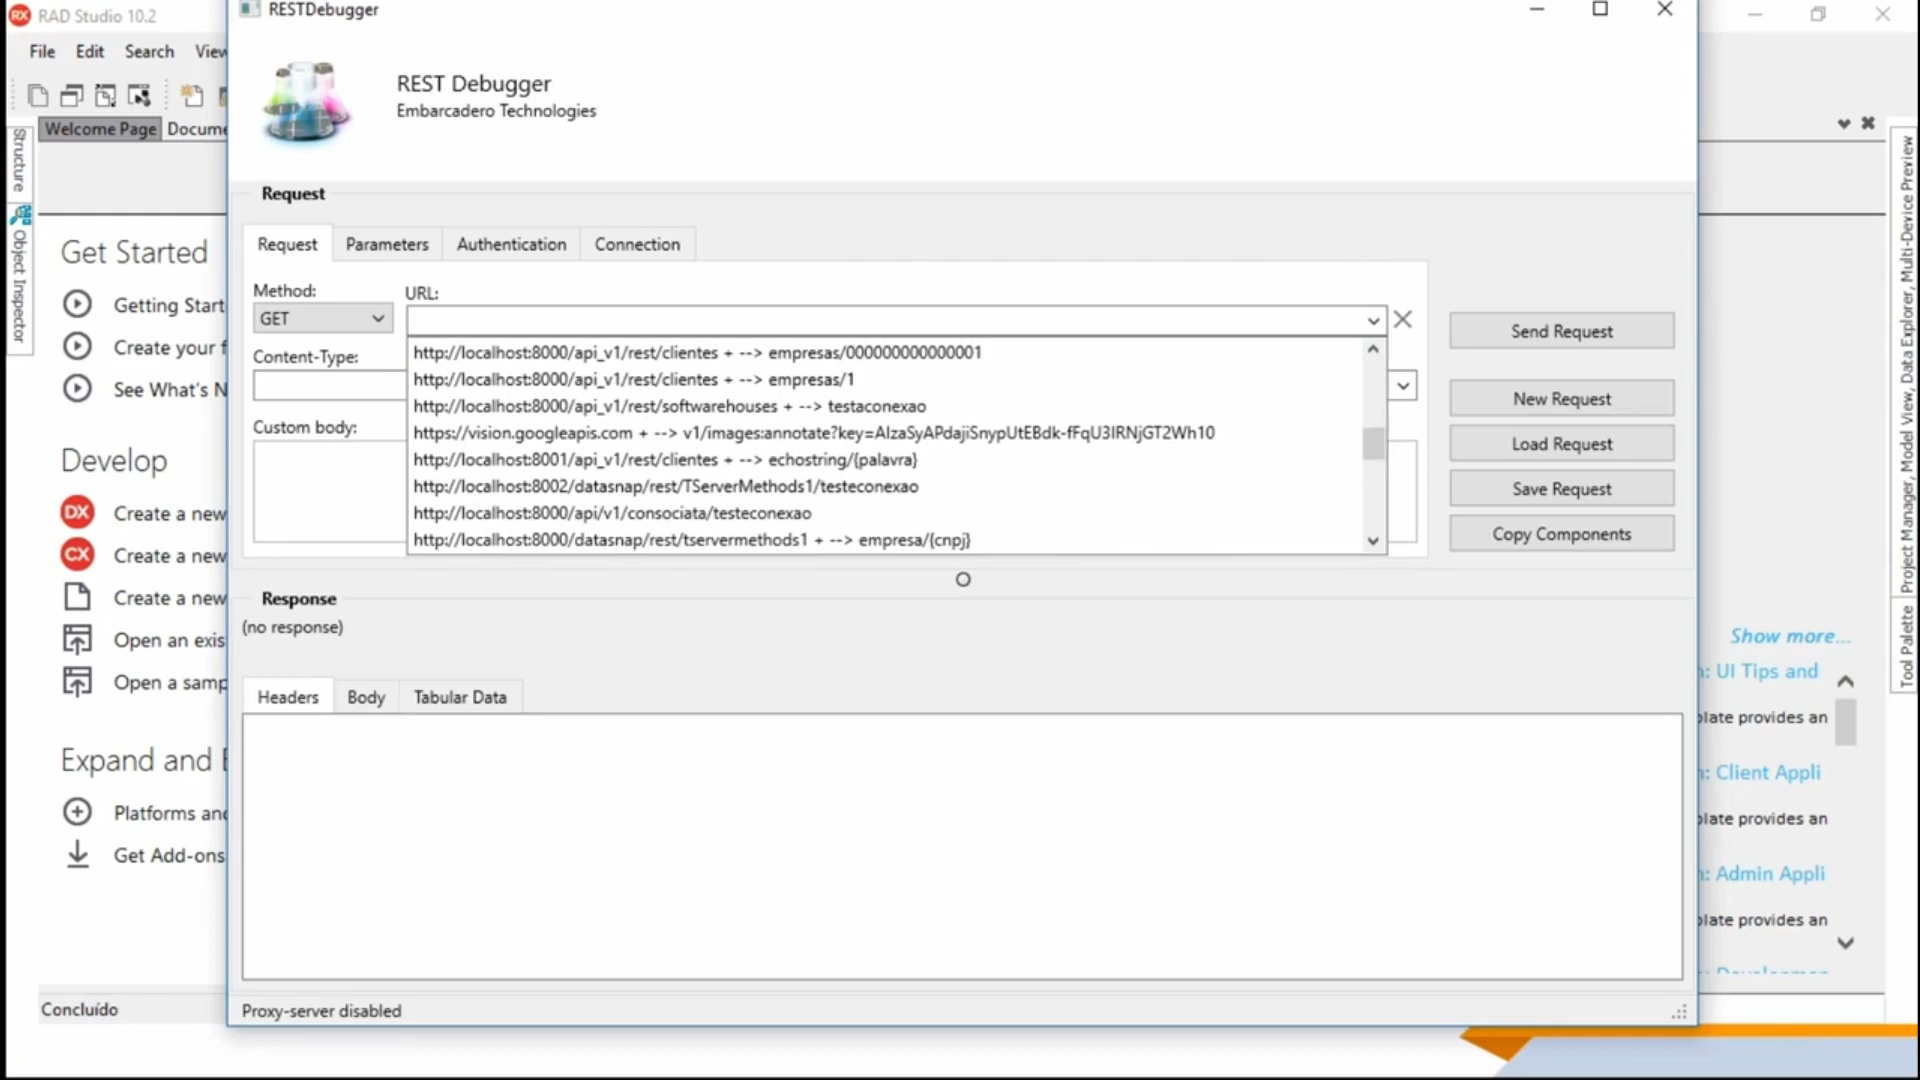 RAD Studio 10.2
RESTDebugger
File Edit Search View
REST Debugger
Embarcadero Technologies
Welcome Page
Structure
Object Inspector
Request
Request Parameters Authentication Connection
Method:
URL:
GET
Content-Type:
Custom body:
http://localhost:8000/api_v1/rest/clientes + --> empresas/000000000000001
http://localhost:8000/api_v1/rest/clientes + --> empresas/1
http://localhost:8000/api_v1/rest/softwarehouses + --> testaconexao
https://vision.googleapis.com + --> v1/images:annotate?key=AIzaSyAPdajiSnypUtEBdk-fFqU3IRNjGT2Wh10
http://localhost:8001/api_v1/rest/clientes + --> echostring/{palavra}
http://localhost:8002/datasnap/rest/TServerMethods1/testeconexao
http://localhost:8000/api/v1/consociata/testeconexao
http://localhost:8000/datasnap/rest/tservermethods1 + --> empresa/{cnpj}
Send Request
New Request
Load Request
Save Request
Copy Components
Response
(no response)
Headers Body Tabular Data
Proxy-server disabled
Get Started
Getting Start
Create your f
See What's N
Develop
Create a new
Create a new
Create a new
Open an exis
Open a samp
Expand and
Platforms and
Get Add-ons
Concluído
Show more...
n: UI Tips and
plate provides an
n: Client Appli
plate provides an
n: Admin Appli
plate provides an
Project Manager, Model View, Data Explorer, Multi-Device Preview
Tool Palette